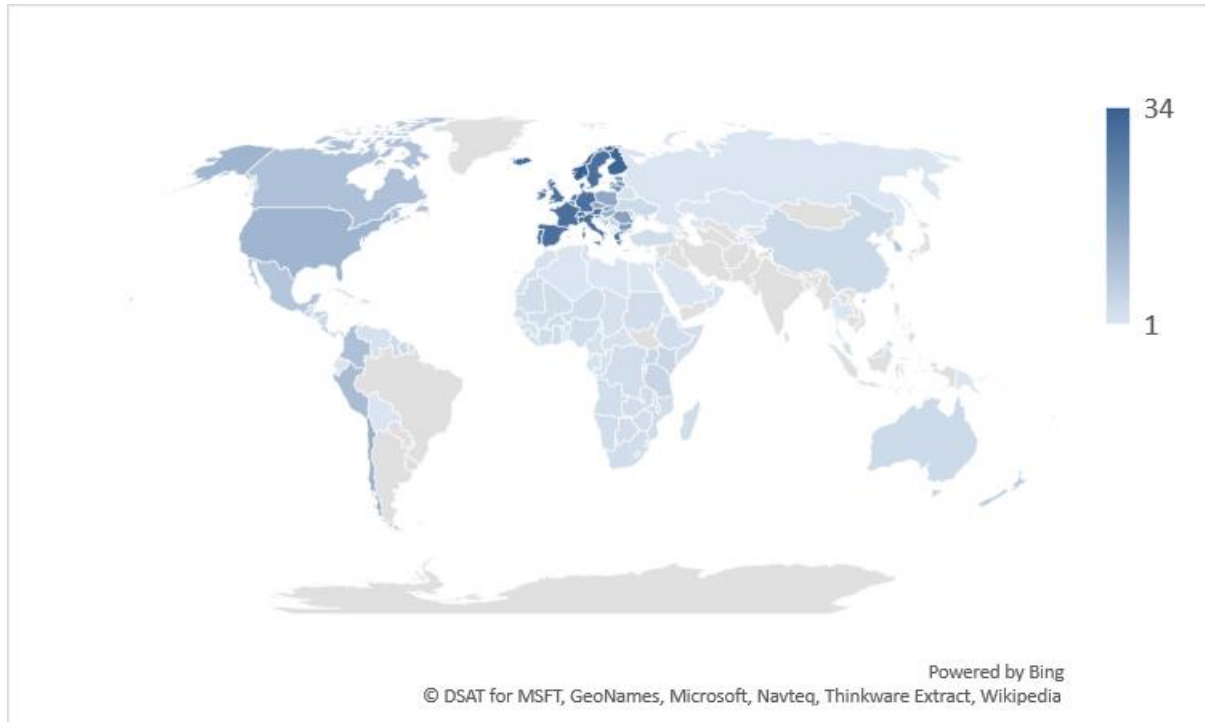 34
1
Powered by Bing
© DSAT for MSFT, GeoNames, Microsoft, Navteq, Thinkware Extract, Wikipedia